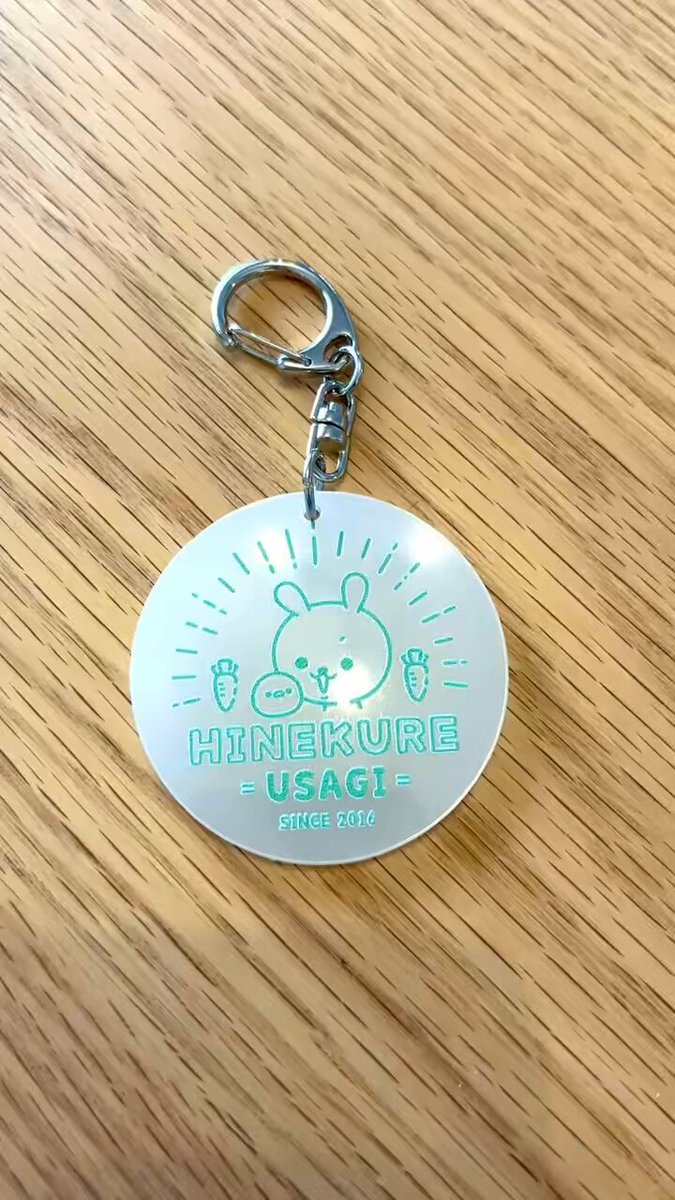 HINEKURE
= USAGI =
SINCE 2016